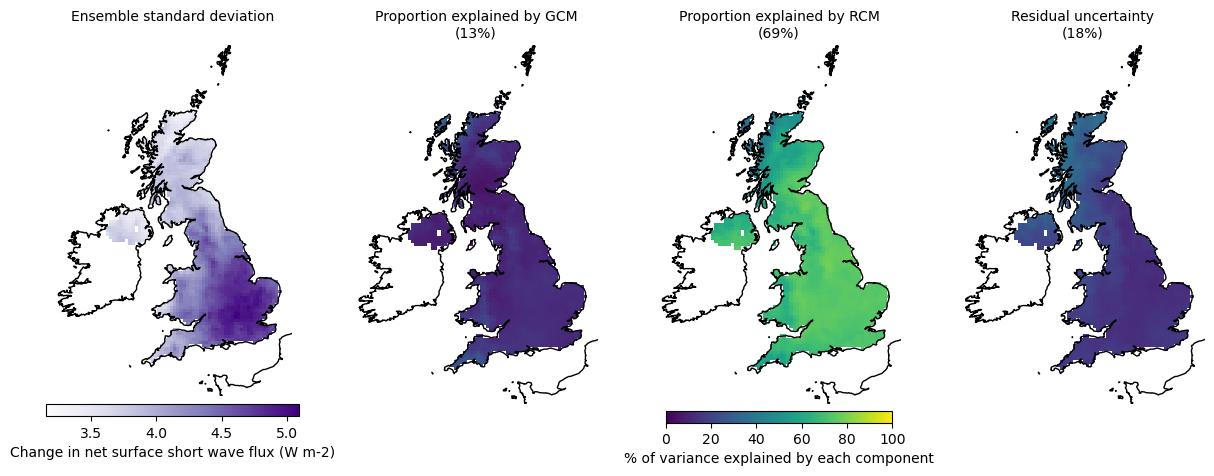 Ensemble standard deviation
Proportion explained by GCM
(13%)
Proportion explained by RCM
(69%)
Residual uncertainty
(18%)
3.5 4.0 4.5 5.0
Change in net surface short wave flux (W m-2)
0 20 40 60 80 100
% of variance explained by each component